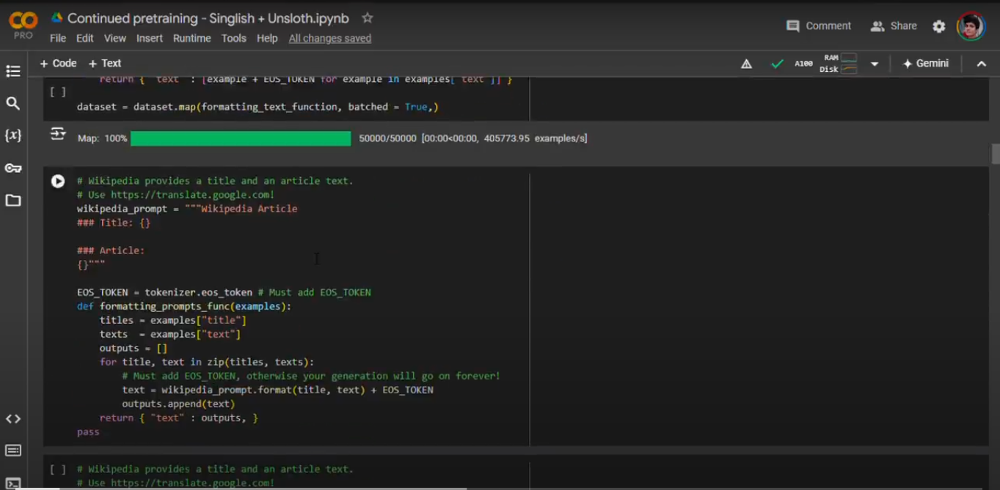 CO
PRO
Continued pretraining - Singlish + Unsloth.ipynb
File Edit View Insert Runtime Tools Help All changes saved
Comment
Share
+ Code + Text
A100
RAM
Disk
Gemini
return { "text" : [example + EOS_TOKEN for example in examples["text"]] }
[ ]
dataset = dataset.map(formatting_text_function, batched = True,)
Map: 100% 50000/50000 [00:00<00:00, 405773.95 examples/s]
{x}
# Wikipedia provides a title and an article text.
# Use https://translate.google.com!
wikipedia_prompt = """Wikipedia Article
### Title: {}
### Article:
{}"""
EOS_TOKEN = tokenizer.eos_token # Must add EOS_TOKEN
def formatting_prompts_func(examples):
titles = examples["title"]
texts = examples["text"]
outputs = []
for title, text in zip(titles, texts):
# Must add EOS_TOKEN, otherwise your generation will go on forever!
text = wikipedia_prompt.format(title, text) + EOS_TOKEN
outputs.append(text)
return { "text" : outputs, }
pass
[ ] # Wikipedia provides a title and an article text.
# Use https://translate.google.com!